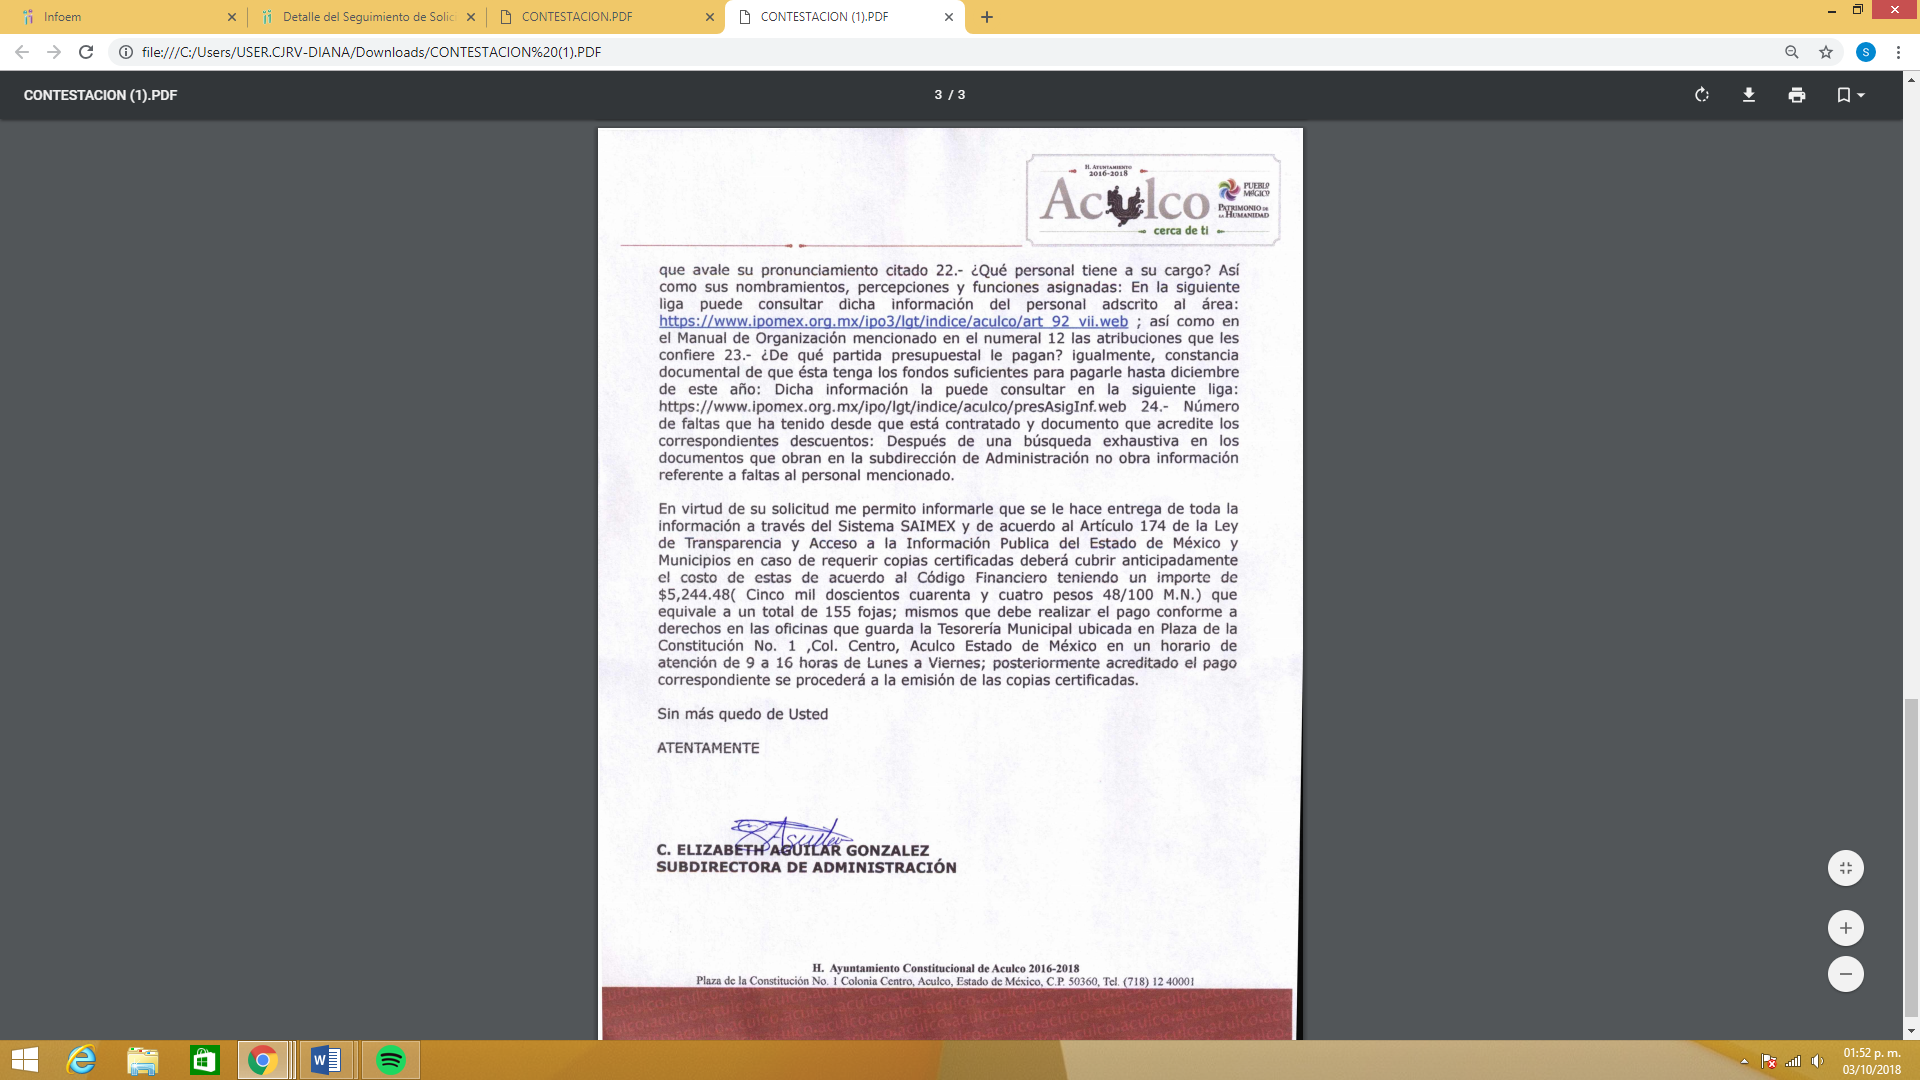 Infoem
Detalle del Seguimiento de Solic
CONTESTACION.PDF
CONTESTACION (1).PDF
file:///C:/Users/USER.CJRV-DIANA/Downloads/CONTESTACION%20(1).PDF
S
CONTESTACION (1).PDF
3 / 3
H. Ayuntamiento
2016-2018
Aculco
PUEBLO
MÁGICO
PATRIMONIO DE
LA HUMANIDAD
cerca de ti
que avale su pronunciamiento citado 22.- ¿Qué personal tiene a su cargo? Así
como sus nombramientos, percepciones y funciones asignadas: En la siguiente
liga puede consultar dicha información del personal adscrito al área:
https://www.ipomex.org.mx/ipo3/lgt/indice/aculco/art_92_vii.web ; así como en
el Manual de Organización mencionado en el numeral 12 las atribuciones que les
confiere 23.- ¿De qué partida presupuestal le pagan? igualmente, constancia
documental de que ésta tenga los fondos suficientes para pagarle hasta diciembre
de este año: Dicha información la puede consultar en la siguiente liga:
https://www.ipomex.org.mx/ipo/lgt/indice/aculco/presAsigInf.web 24.- Número
de faltas que ha tenido desde que está contratado y documento que acredite los
correspondientes descuentos: Después de una búsqueda exhaustiva en los
documentos que obran en la subdirección de Administración no obra información
referente a faltas al personal mencionado.
En virtud de su solicitud me permito informarle que se le hace entrega de toda la
información a través del Sistema SAIMEX y de acuerdo al Artículo 174 de la Ley
de Transparencia y Acceso a la Información Publica del Estado de México y
Municipios en caso de requerir copias certificadas deberá cubrir anticipadamente
el costo de estas de acuerdo al Código Financiero teniendo un importe de
$5,244.48( Cinco mil doscientos cuarenta y cuatro pesos 48/100 M.N.) que
equivale a un total de 155 fojas; mismos que debe realizar el pago conforme a
derechos en las oficinas que guarda la Tesorería Municipal ubicada en Plaza de la
Constitución No. 1 ,Col. Centro, Aculco Estado de México en un horario de
atención de 9 a 16 horas de Lunes a Viernes; posteriormente acreditado el pago
correspondiente se procederá a la emisión de las copias certificadas.
Sin más quedo de Usted
ATENTAMENTE
C. ELIZABETH AGUILAR GONZALEZ
SUBDIRECTORA DE ADMINISTRACIÓN
H. Ayuntamiento Constitucional de Aculco 2016-2018
Plaza de la Constitución No. 1 Colonia Centro, Aculco, Estado de México, C.P. 50360, Tel. (718) 12 40001
01:52 p. m.
03/10/2018